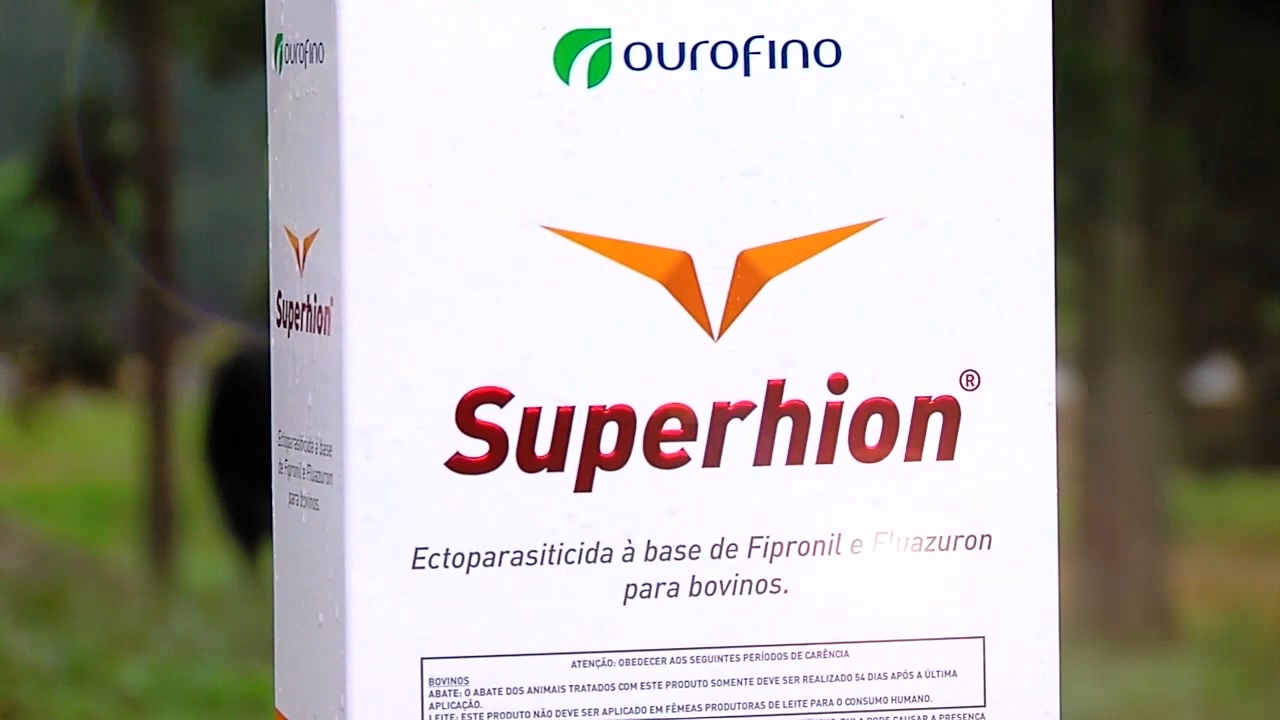 ourofino
ourofino
Superhion®
Superhion®
Ectoparasiticida à base
de Fipronil e Fluazuron
para bovinos.
Ectoparasiticida à base de Fipronil e Fluazuron
para bovinos.
ATENÇÃO: OBEDECER AOS SEGUINTES PERÍODOS DE CARÊNCIA
BOVINOS
ABATE: O ABATE DOS ANIMAIS TRATADOS COM ESTE PRODUTO SOMENTE DEVE SER REALIZADO 54 DIAS APÓS A ÚLTIMA
APLICAÇÃO.
LEITE: ESTE PRODUTO NÃO DEVE SER APLICADO EM FÊMEAS PRODUTORAS DE LEITE PARA O CONSUMO HUMANO.
PODE CAUSAR A PRESENÇA